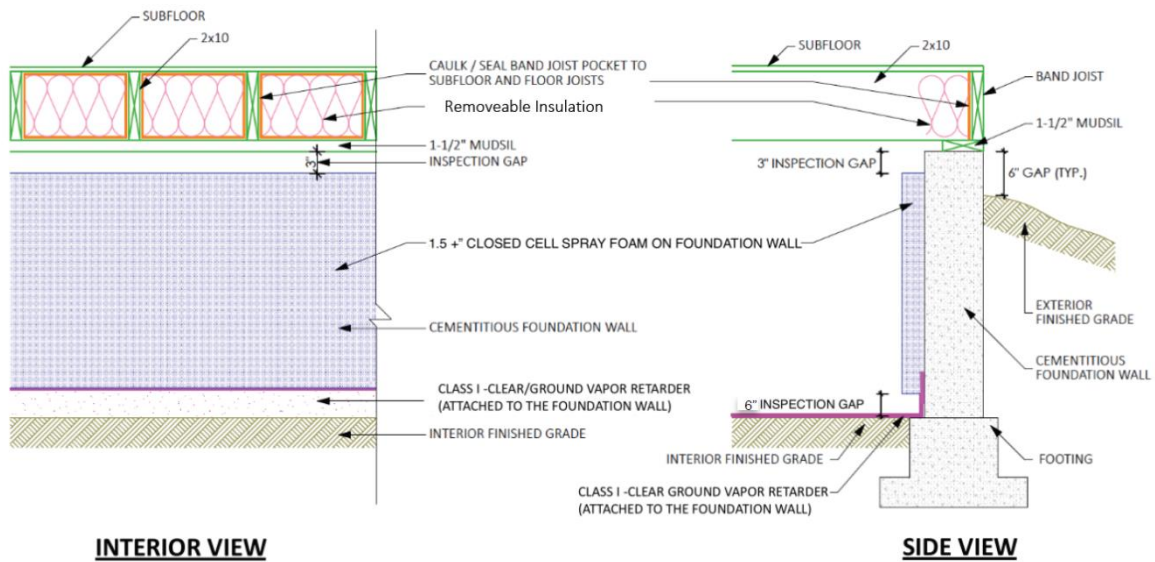 SUBFLOOR
2x10
CAULK / SEAL BAND JOIST POCKET TO
SUBFLOOR AND FLOOR JOISTS
Removeable Insulation
1-1/2" MUDSIL
INSPECTION GAP
3"
1.5 +" CLOSED CELL SPRAY FOAM ON FOUNDATION WALL
CEMENTITIOUS FOUNDATION WALL
CLASS I -CLEAR/GROUND VAPOR RETARDER
(ATTACHED TO THE FOUNDATION WALL)
INTERIOR FINISHED GRADE
INTERIOR VIEW
SUBFLOOR
2x10
BAND JOIST
1-1/2" MUDSIL
3" INSPECTION GAP
6" GAP (TYP.)
EXTERIOR
FINISHED GRADE
CEMENTITIOUS
FOUNDATION WALL
6" INSPECTION GAP
INTERIOR FINISHED GRADE
FOOTING
CLASS I -CLEAR GROUND VAPOR RETARDER
(ATTACHED TO THE FOUNDATION WALL)
SIDE VIEW